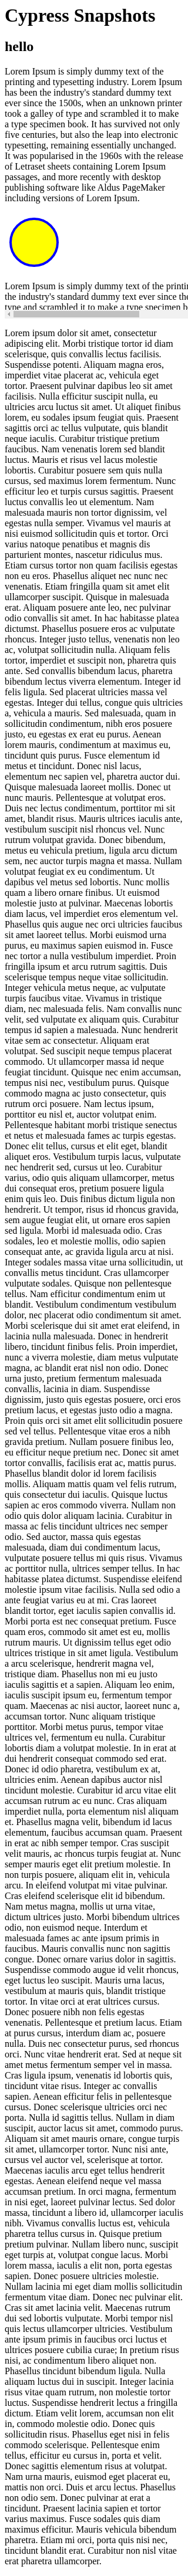 Cypress Snapshots
hello
Lorem Ipsum is simply dummy text of the
printing and typesetting industry. Lorem Ipsum
has been the industry's standard dummy text
ever since the 1500s, when an unknown printer
took a galley of type and scrambled it to make
a type specimen book. It has survived not only
five centuries, but also the leap into electronic
typesetting, remaining essentially unchanged.
It was popularised in the 1960s with the release
of Letraset sheets containing Lorem Ipsum
passages, and more recently with desktop
publishing software like Aldus PageMaker
including versions of Lorem Ipsum.
Lorem Ipsum is simply dummy text of the printin
the industry's standard dummy text ever since the
type and scrambled it to make a type specimen b
Lorem ipsum dolor sit amet, consectetur
adipiscing elit. Morbi tristique tortor id diam
scelerisque, quis convallis lectus facilisis.
Suspendisse potenti. Aliquam magna eros,
imperdiet vitae placerat ac, vehicula eget
tortor. Praesent pulvinar dapibus leo sit amet
facilisis. Nulla efficitur suscipit nulla, eu
ultricies arcu luctus sit amet. Ut aliquet finibus
lorem, eu sodales ipsum feugiat quis. Praesent
sagittis orci ac tellus vulputate, quis blandit
neque iaculis. Curabitur tristique pretium
faucibus. Nam venenatis lorem sed blandit
luctus. Mauris et risus vel lacus molestie
lobortis. Curabitur posuere sem quis nulla
cursus, sed maximus lorem fermentum. Nunc
efficitur leo et turpis cursus sagittis. Praesent
luctus convallis leo ut elementum. Nam
malesuada mauris non tortor dignissim, vel
egestas nulla semper. Vivamus vel mauris at
nisi euismod sollicitudin quis et tortor. Orci
varius natoque penatibus et magnis dis
parturient montes, nascetur ridiculus mus.
Etiam cursus tortor non quam facilisis egestas
non eu eros. Phasellus aliquet nec nunc nec
venenatis. Etiam fringilla quam sit amet elit
ullamcorper suscipit. Quisque in malesuada
erat. Aliquam posuere ante leo, nec pulvinar
odio convallis sit amet. In hac habitasse platea
dictumst. Phasellus posuere eros ac vulputate
rhoncus. Integer justo tellus, venenatis non leo
ac, volutpat sollicitudin nulla. Aliquam felis
tortor, imperdiet et suscipit non, pharetra quis
ante. Sed convallis bibendum lacus, pharetra
bibendum lectus viverra elementum. Integer id
felis ligula. Sed placerat ultricies massa vel
egestas. Integer dui tellus, congue quis ultricies
a, vehicula a mauris. Sed malesuada, quam in
sollicitudin condimentum, nibh eros posuere
justo, eu egestas ex erat eu purus. Aenean
lorem mauris, condimentum at maximus eu,
tincidunt quis purus. Fusce elementum id
metus et tincidunt. Donec nisl lacus,
elementum nec sapien vel, pharetra auctor dui.
Quisque malesuada laoreet mollis. Donec ut
nunc mauris. Pellentesque at volutpat eros.
Duis nec lectus condimentum, porttitor mi sit
amet, blandit risus. Mauris ultrices iaculis ante,
vestibulum suscipit nisl rhoncus vel. Nunc
rutrum volutpat gravida. Donec bibendum,
metus eu vehicula pretium, ligula arcu dictum
sem, nec auctor turpis magna et massa. Nullam
volutpat feugiat ex eu condimentum. Ut
dapibus vel metus sed lobortis. Nunc mollis
quam a libero ornare finibus. Ut euismod
molestie justo at pulvinar. Maecenas lobortis
diam lacus, vel imperdiet eros elementum vel.
Phasellus quis augue nec orci ultricies faucibus
sit amet laoreet tellus. Morbi euismod urna
purus, eu maximus sapien euismod in. Fusce
nec tortor a nulla vestibulum imperdiet. Proin
fringilla ipsum et arcu rutrum sagittis. Duis
scelerisque tempus neque vitae sollicitudin.
Integer vehicula metus neque, ac vulputate
turpis faucibus vitae. Vivamus in tristique
diam, nec malesuada felis. Nam convallis nunc
velit, sed vulputate ex aliquam quis. Curabitur
tempus id sapien a malesuada. Nunc hendrerit
vitae sem ac consectetur. Aliquam erat
volutpat. Sed suscipit neque tempus placerat
commodo. Ut ullamcorper massa id neque
feugiat tincidunt. Quisque nec enim accumsan,
tempus nisi nec, vestibulum purus. Quisque
commodo magna ac justo consectetur, quis
rutrum orci posuere. Nam lectus ipsum,
porttitor eu nisl et, auctor volutpat enim.
Pellentesque habitant morbi tristique senectus
et netus et malesuada fames ac turpis egestas.
Donec elit tellus, cursus et elit eget, blandit
aliquet eros. Vestibulum turpis lacus, vulputate
nec hendrerit sed, cursus ut leo. Curabitur
varius, odio quis aliquam ullamcorper, metus
dui consequat eros, pretium posuere ligula
enim quis leo. Duis finibus dictum ligula non
hendrerit. Ut tempor, risus id rhoncus gravida,
sem augue feugiat elit, ut ornare eros sapien
sed ligula. Morbi id malesuada odio. Cras
sodales, leo et molestie mollis, odio sapien
consequat ante, ac gravida ligula arcu at nisi.
Integer sodales massa vitae urna sollicitudin, ut
convallis metus tincidunt. Cras ullamcorper
vulputate sodales. Quisque non pellentesque
tellus. Nam efficitur condimentum enim ut
blandit. Vestibulum condimentum vestibulum
dolor, nec placerat odio condimentum sit amet.
Morbi scelerisque dui sit amet erat eleifend, in
lacinia nulla malesuada. Donec in hendrerit
libero, tincidunt finibus felis. Proin imperdiet,
nunc a viverra molestie, diam metus vulputate
magna, ac blandit erat nisl non odio. Donec
urna justo, pretium fermentum malesuada
convallis, lacinia in diam. Suspendisse
dignissim, justo quis egestas posuere, orci eros
pretium lacus, et egestas justo odio a magna.
Proin quis orci sit amet elit sollicitudin posuere
sed vel tellus. Pellentesque vitae eros a nibh
gravida pretium. Nullam posuere finibus leo,
eu efficitur neque pretium nec. Donec sit amet
tortor convallis, facilisis erat ac, mattis purus.
Phasellus blandit dolor id lorem facilisis
mollis. Aliquam mattis quam vel felis rutrum,
quis consectetur dui iaculis. Quisque luctus
sapien ac eros commodo viverra. Nullam non
odio quis dolor aliquam lacinia. Curabitur in
massa ac felis tincidunt ultrices nec semper
odio. Sed auctor, massa quis egestas
malesuada, diam dui condimentum lacus,
vulputate posuere tellus mi quis risus. Vivamus
ac porttitor nulla, ultrices semper tellus. In hac
habitasse platea dictumst. Suspendisse eleifend
molestie ipsum vitae facilisis. Nulla sed odio a
ante feugiat varius eu at mi. Cras laoreet
blandit tortor, eget iaculis sapien convallis id.
Morbi porta est nec consequat pretium. Fusce
quam eros, commodo sit amet est eu, mollis
rutrum mauris. Ut dignissim tellus eget odio
ultrices tristique in sit amet ligula. Vestibulum
a arcu scelerisque, hendrerit magna vel,
tristique diam. Phasellus non mi eu justo
iaculis sagittis et a sapien. Aliquam leo enim,
iaculis suscipit ipsum eu, fermentum tempor
quam. Maecenas ac nisi auctor, laoreet nunc a,
accumsan tortor. Nunc aliquam tristique
porttitor. Morbi metus purus, tempor vitae
ultrices vel, fermentum eu nulla. Curabitur
lobortis diam a volutpat molestie. In in erat at
dui hendrerit consequat commodo sed erat.
Donec id odio pharetra, vestibulum ex at,
ultricies enim. Aenean dapibus auctor nisl
tincidunt molestie. Curabitur id arcu vitae elit
accumsan rutrum ac eu nunc. Cras aliquam
imperdiet nulla, porta elementum nisl aliquam
et. Phasellus magna velit, bibendum id lacus
elementum, faucibus accumsan quam. Praesent
in erat ac nibh semper tempor. Cras suscipit
velit mauris, ac rhoncus turpis feugiat at. Nunc
semper mauris eget elit pretium molestie. In
non turpis posuere, aliquam elit in, vehicula
arcu. In eleifend volutpat mi vitae pulvinar.
Cras eleifend scelerisque elit id bibendum.
Nam metus magna, mollis ut urna vitae,
dictum ultrices justo. Morbi bibendum ultrices
odio, non euismod neque. Interdum et
malesuada fames ac ante ipsum primis in
faucibus. Mauris convallis nunc non sagittis
congue. Donec ornare varius dolor in sagittis.
Suspendisse commodo augue id velit rhoncus,
eget luctus leo suscipit. Mauris urna lacus,
vestibulum at mauris quis, blandit tristique
tortor. In vitae orci at erat ultrices cursus.
Donec posuere nibh non felis egestas
venenatis. Pellentesque et pretium lacus. Etiam
at purus cursus, interdum diam ac, posuere
nulla. Duis nec consectetur purus, sed rhoncus
orci. Nunc vitae hendrerit erat. Sed at neque sit
amet metus fermentum semper vel in massa.
Cras ligula ipsum, venenatis id lobortis quis,
tincidunt vitae risus. Integer ac convallis
sapien. Aenean efficitur felis in pellentesque
cursus. Donec scelerisque ultricies orci nec
porta. Nulla id sagittis tellus. Nullam in diam
suscipit, auctor lacus sit amet, commodo purus.
Aliquam sit amet mauris ornare, congue turpis
sit amet, ullamcorper tortor. Nunc nisi ante,
cursus vel auctor vel, scelerisque at tortor.
Maecenas iaculis arcu eget tellus hendrerit
egestas. Aenean eleifend neque vel massa
accumsan pretium. In orci magna, fermentum
in nisi eget, laoreet pulvinar lectus. Sed dolor
massa, tincidunt a libero id, ullamcorper iaculis
nibh. Vivamus convallis luctus est, vehicula
pharetra tellus cursus in. Quisque pretium
pretium pulvinar. Nullam libero nunc, suscipit
eget turpis at, volutpat congue lacus. Morbi
lorem massa, iaculis a elit non, porta egestas
sapien. Donec posuere ultricies molestie.
Nullam lacinia mi eget diam mollis sollicitudin
fermentum vitae diam. Donec nec pulvinar elit.
Cras sit amet lacinia velit. Maecenas rutrum
dui sed lobortis vulputate. Morbi tempor nisl
quis lectus ullamcorper ultricies. Vestibulum
ante ipsum primis in faucibus orci luctus et
ultrices posuere cubilia curae; In pretium risus
nisi, ac condimentum libero aliquet non.
Phasellus tincidunt bibendum ligula. Nulla
aliquam luctus dui in suscipit. Integer lacinia
risus vitae quam rutrum, non molestie tortor
luctus. Suspendisse hendrerit lectus a fringilla
dictum. Etiam velit lorem, accumsan non elit
in, commodo molestie odio. Donec quis
sollicitudin risus. Phasellus eget nisi in felis
commodo scelerisque. Pellentesque enim
tellus, efficitur eu cursus in, porta et velit.
Donec sagittis elementum risus at volutpat.
Nam urna mauris, euismod eget placerat eu,
mattis non orci. Duis et arcu lectus. Phasellus
non odio sem. Donec pulvinar at erat a
tincidunt. Praesent lacinia sapien et tortor
varius maximus. Fusce sodales quis diam
maximus efficitur. Mauris vehicula bibendum
pharetra. Etiam mi orci, porta quis nisi nec,
tincidunt blandit erat. Curabitur non nisl vitae
erat pharetra ullamcorper.